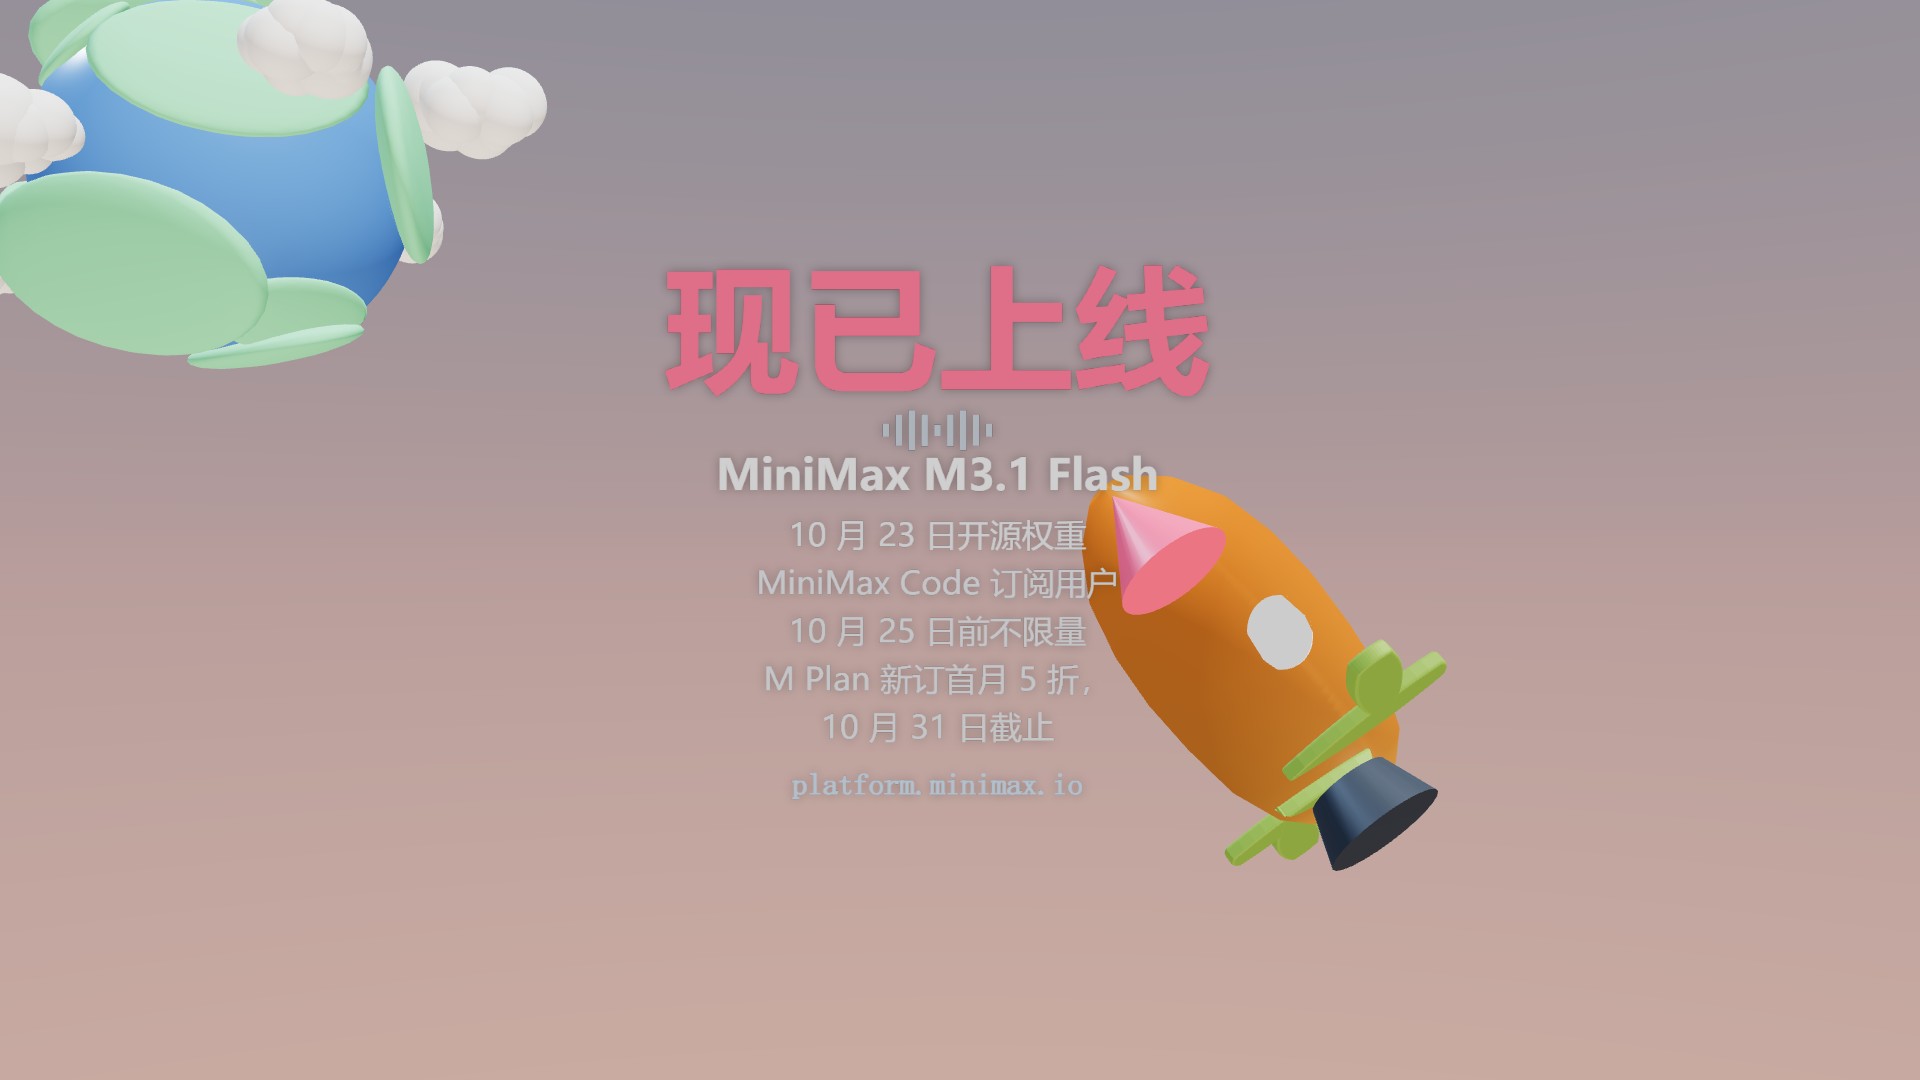 现已上线
MiniMax M3.1 Flash
10 月 23 日开源权重
MiniMax Code 订阅用户
10 月 25 日前不限量
M Plan 新订首月 5 折，
10 月 31 日截止
platform.minimax.io